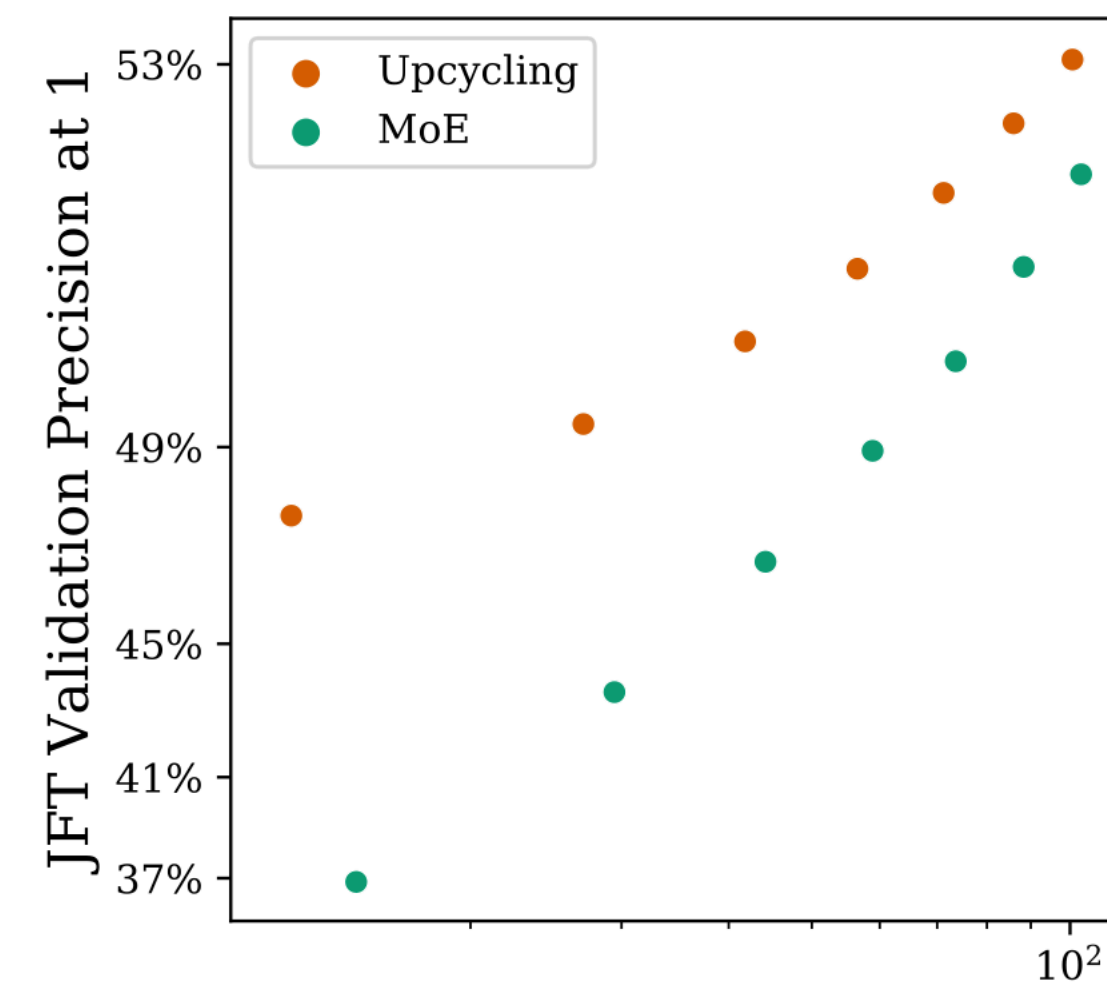 JFT Validation Precision at 1
53%
49%
45%
41%
37%
Upcycling
MoE
10²